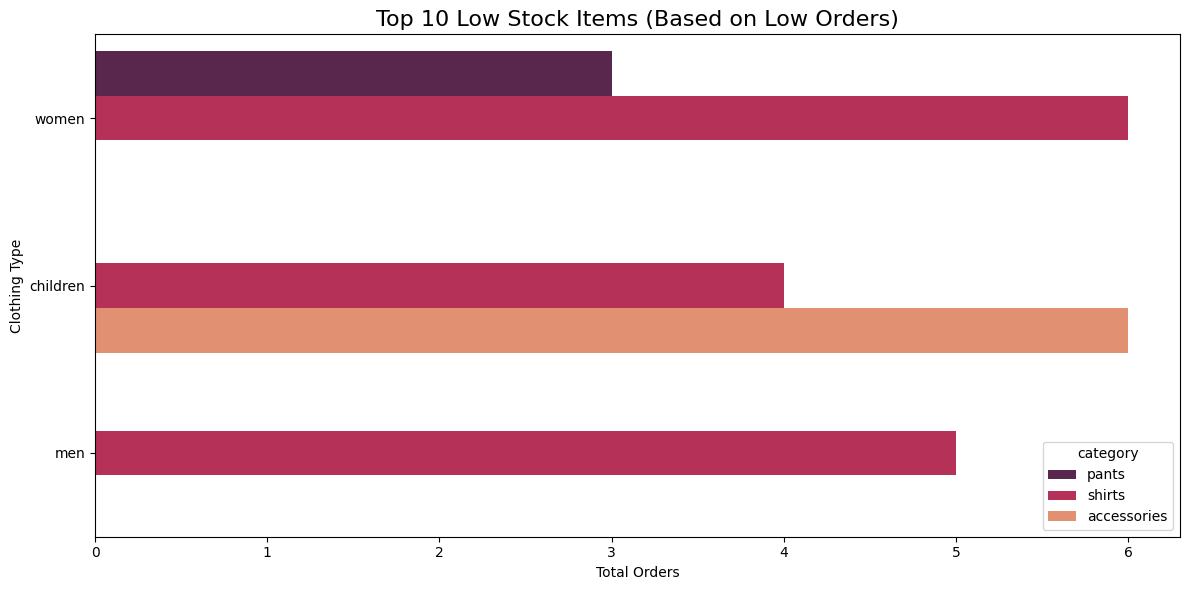 Top 10 Low Stock Items (Based on Low Orders)
Clothing Type
women
children
men
0 1 2 3 4 5 6
Total Orders
category
pants
shirts
accessories